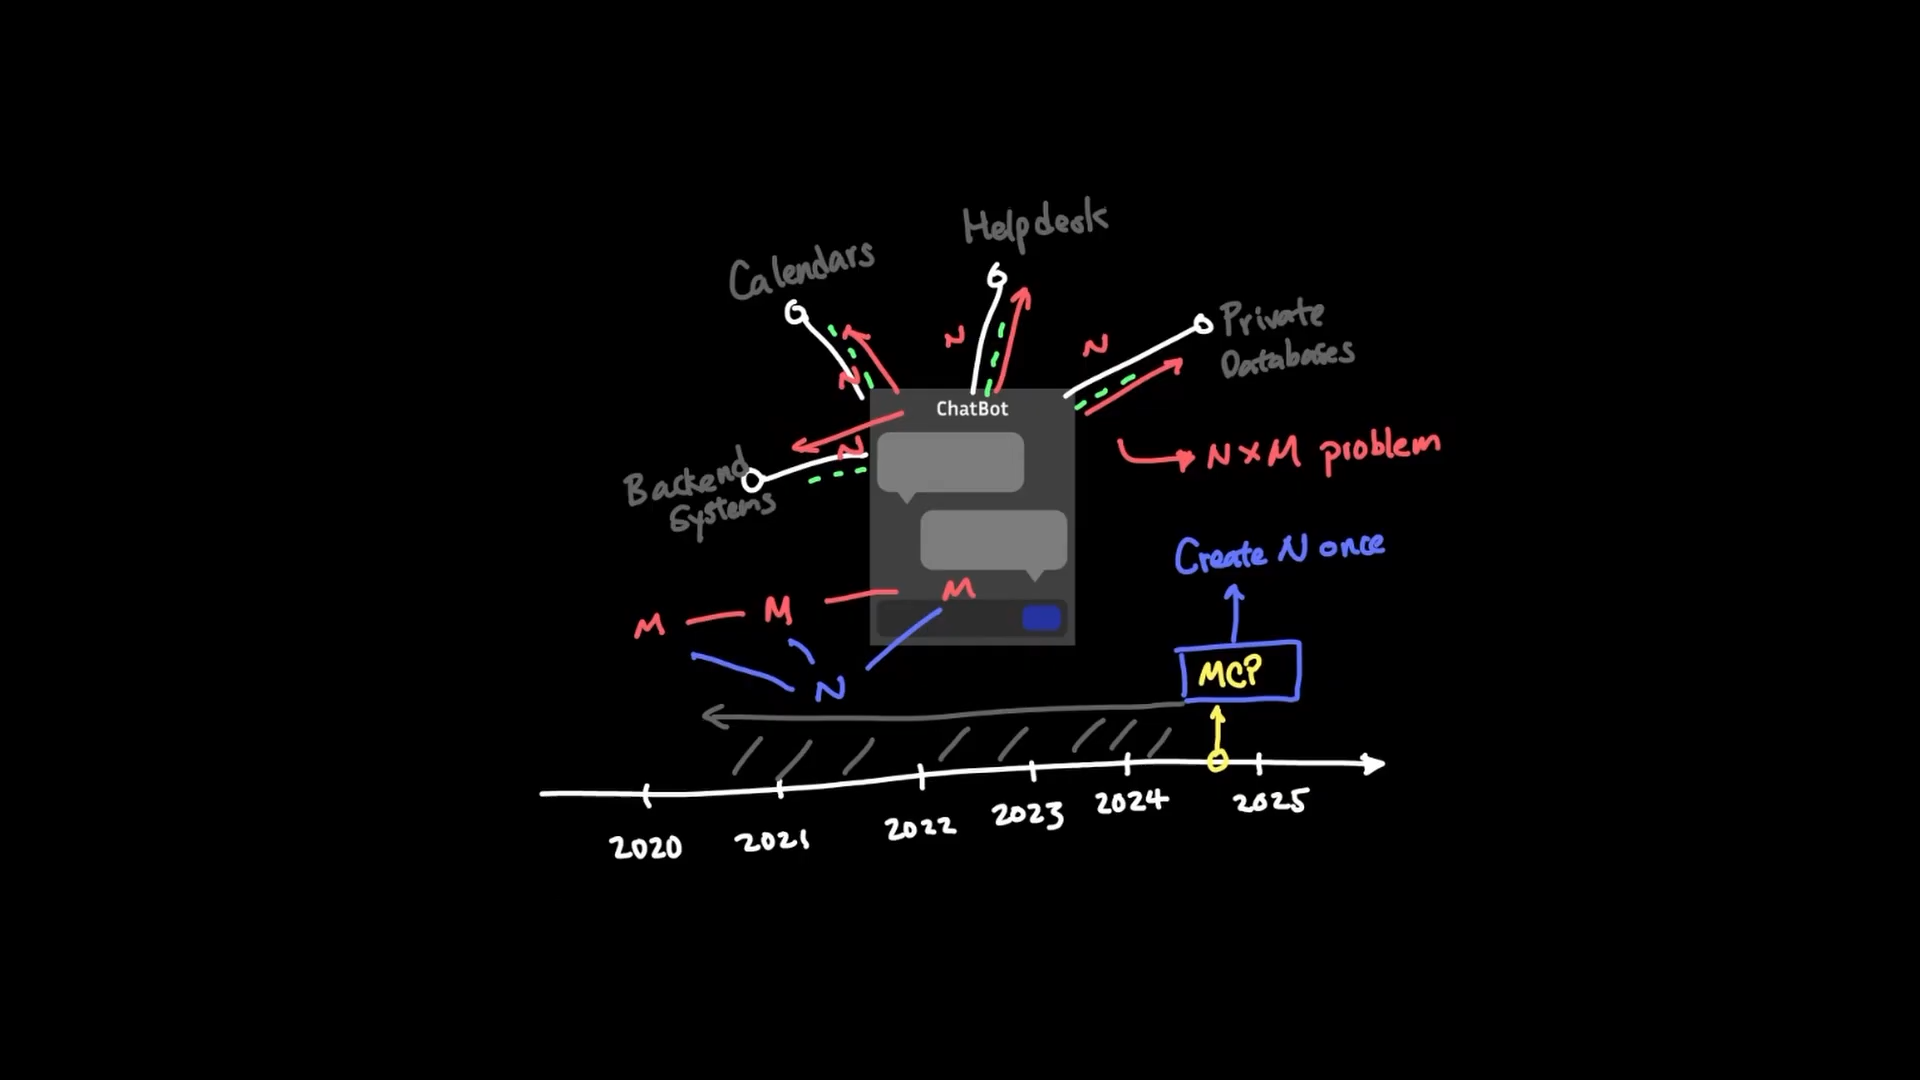 Helpdesk
Calendars
Private
Databases
N
N
N
ChatBot
N
N×M problem
Backend
Systems
Create N once
M
M
M
MCP
N
2020
2021
2022
2023
2024
2025